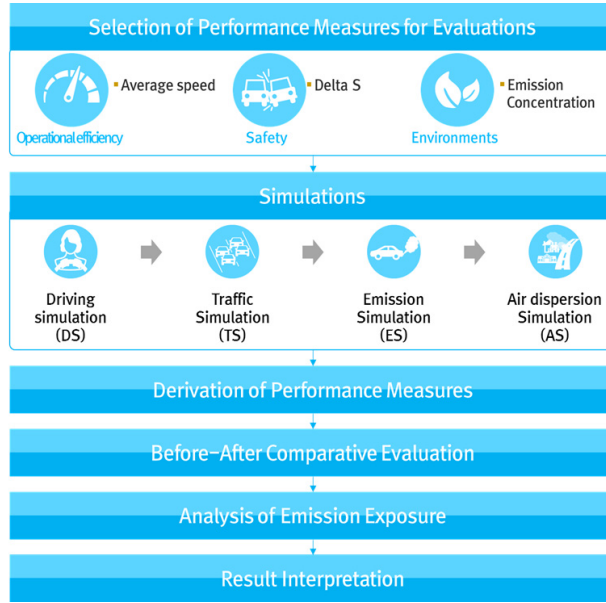 Selection of Performance Measures for Evaluations
▪ Average speed
Operational efficiency
▪ Delta S
Safety
▪ Emission
Concentration
Environments
Simulations
Driving
simulation
(DS)
Traffic
Simulation
(TS)
Emission
Simulation
(ES)
Air dispersion
Simulation
(AS)
Derivation of Performance Measures
Before–After Comparative Evaluation
Analysis of Emission Exposure
Result Interpretation